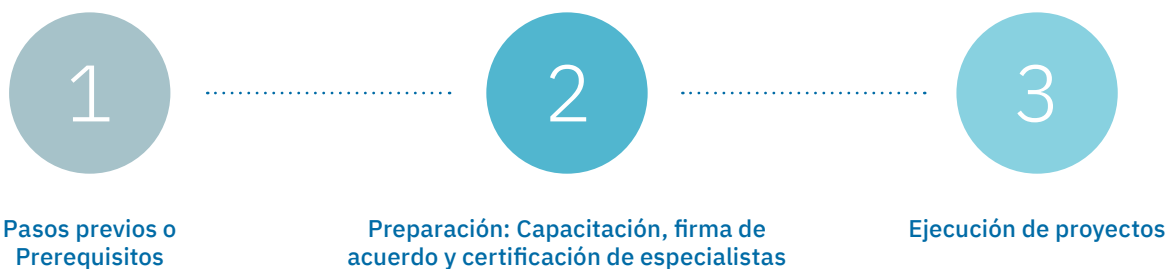 1
2
3
Pasos previos o
Prerequisitos
Preparación: Capacitación, firma de
acuerdo y certificación de especialistas
Ejecución de proyectos